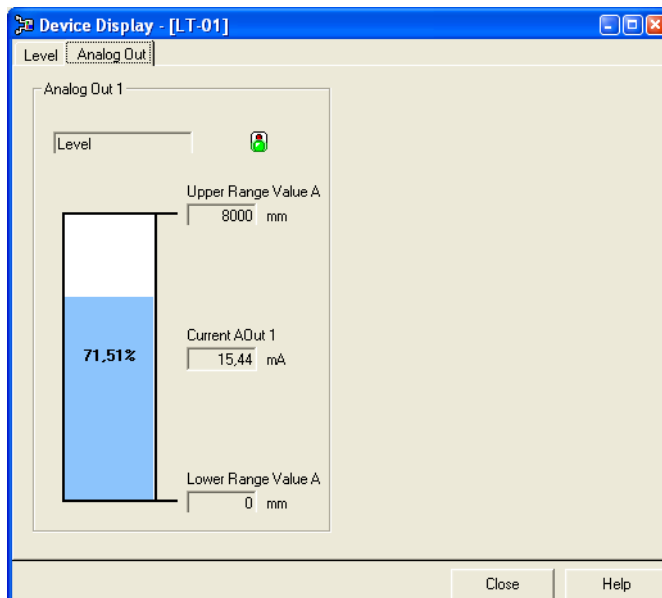 Device Display - [LT-01]
Level Analog Out
Analog Out 1
Level
Upper Range Value A
8000 mm
71,51%
Current AOut 1
15,44 mA
Lower Range Value A
0 mm
Close Help